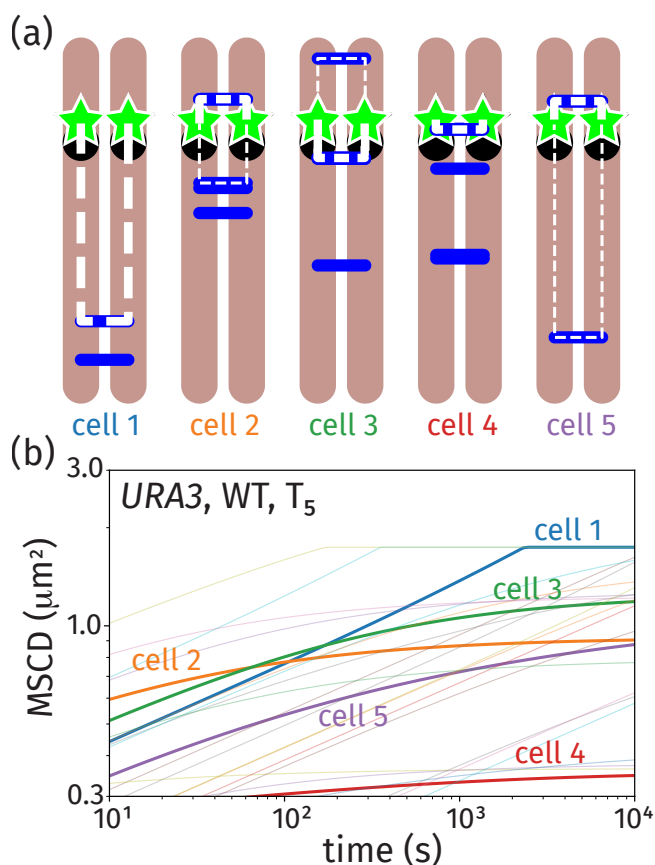 (a)
cell 1 cell 2 cell 3 cell 4 cell 5
(b)
URA3, WT, T₅
3.0
1.0
0.3
MSCD (μm²)
cell 1
cell 3
cell 2
cell 5
cell 4
10¹ 10² 10³ 10⁴
time (s)